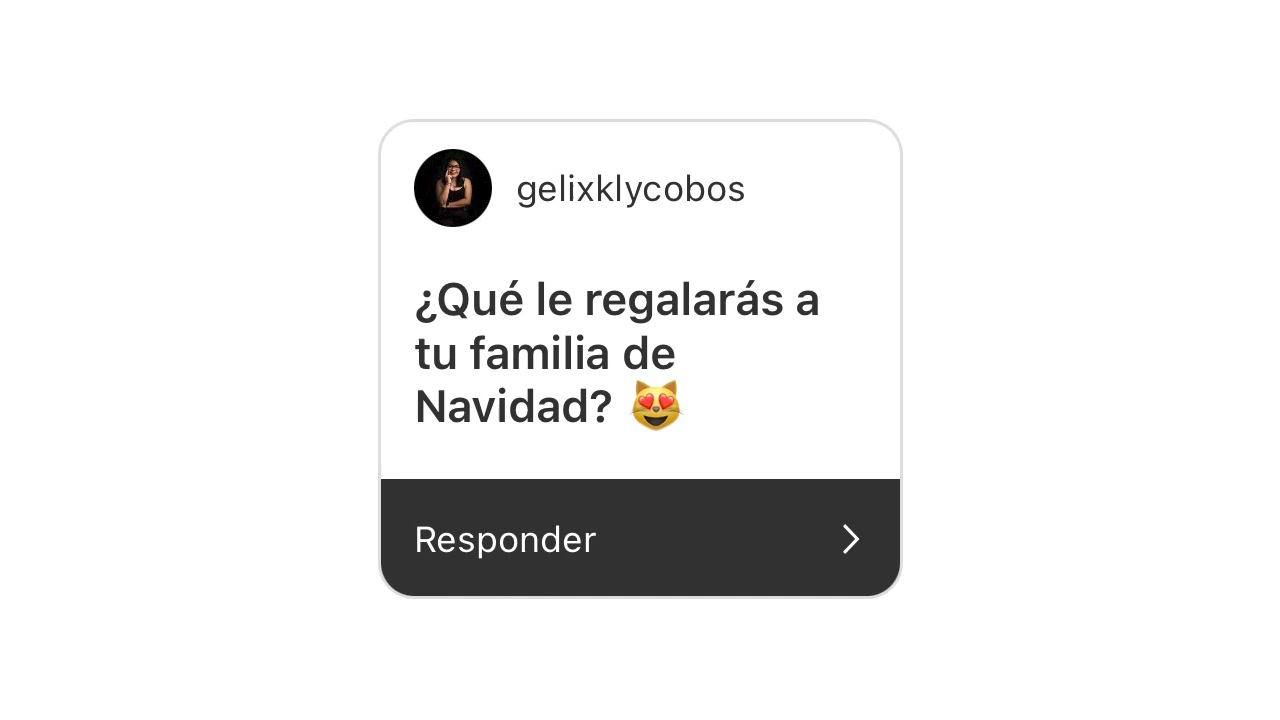 gelixklycobos
¿Qué le regalarás a
tu familia de
Navidad? 😻
Responder